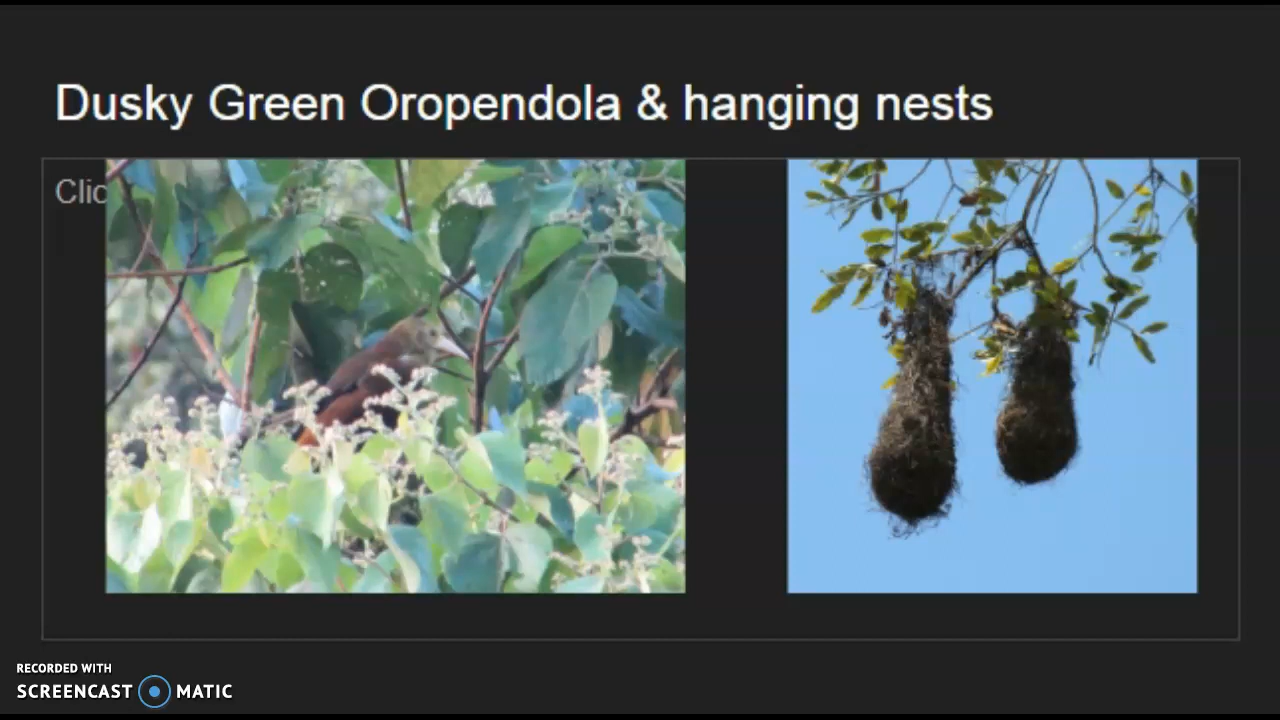 Dusky Green Oropendola & hanging nests
Clic
RECORDED WITH
SCREENCAST MATIC